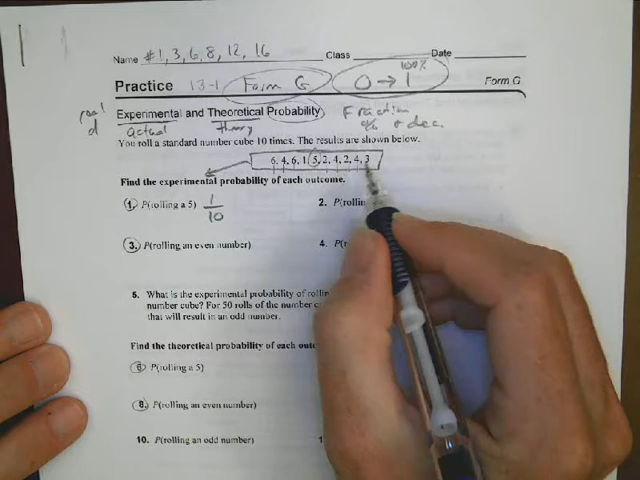 Name #1, 3, 6, 8, 12, 16 Class Date
Practice 13-1 Form G 0 → 1 100% Form G
Experimental and Theoretical Probability Fraction
actual theory % + dec.
You roll a standard number cube 10 times. The results are shown below.
6, 4, 6, 1, 5, 2, 4, 2, 4, 3
Find the experimental probability of each outcome.
1. P(rolling a 5) 1/10 2. P(rollin
3. P(rolling an even number) 4. P(r
5. What is the experimental probability of rollin
number cube? For 50 rolls of the number c
that will result in an odd number.
Find the theoretical probability of each out
6. P(rolling a 5)
8. P(rolling an even number)
10. P(rolling an odd number) 1